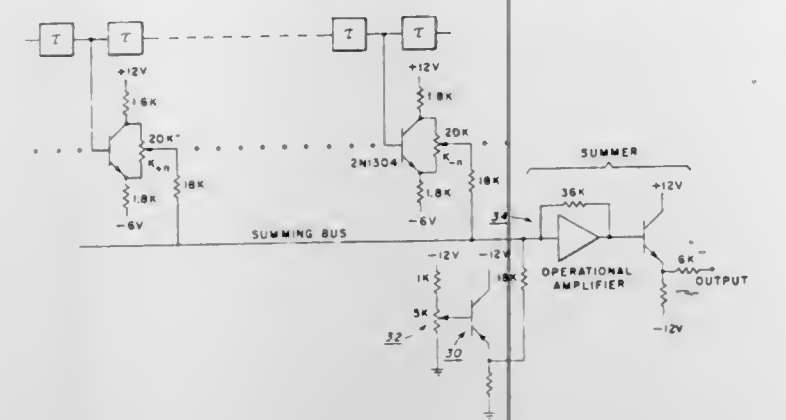 τ τ τ τ
+12V +12V
1.6K 1.8K
20K 20K
K+n 2N1304 K-n
18K 18K
1.8K 1.8K
-6V -6V
SUMMING BUS
SUMMER
36K +12V
34
OPERATIONAL
AMPLIFIER
6K
OUTPUT
-12V
-12V -12V
1K 18K
5K
32 30